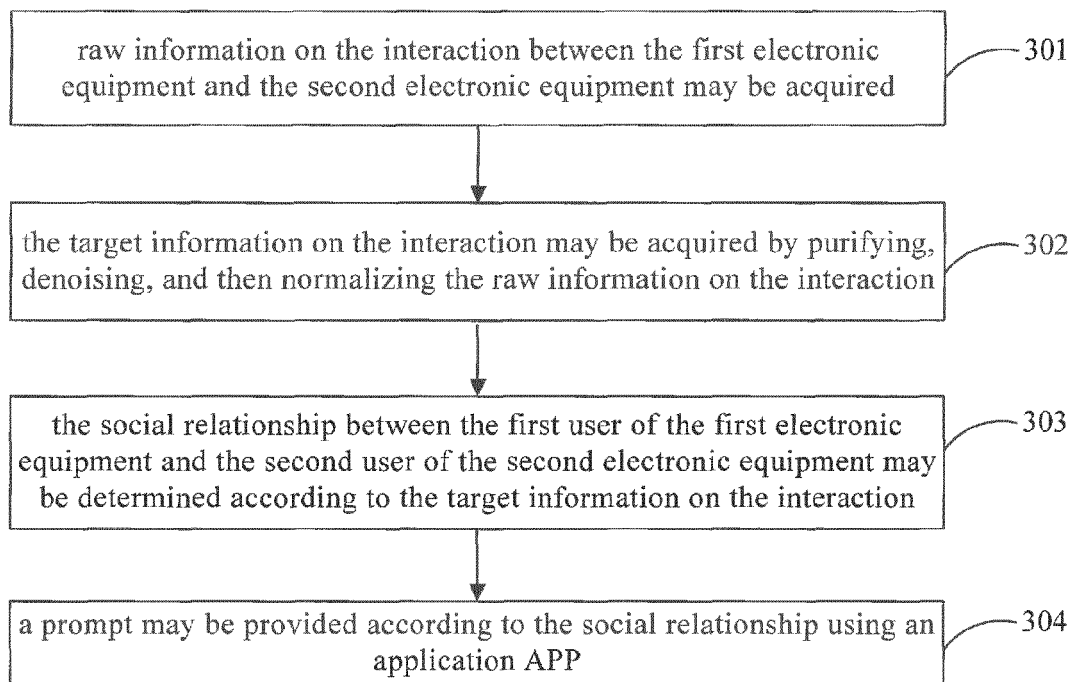 raw information on the interaction between the first electronic
equipment and the second electronic equipment may be acquired
301
the target information on the interaction may be acquired by purifying,
denoising, and then normalizing the raw information on the interaction
302
the social relationship between the first user of the first electronic
equipment and the second user of the second electronic equipment may
be determined according to the target information on the interaction
303
a prompt may be provided according to the social relationship using an
application APP
304